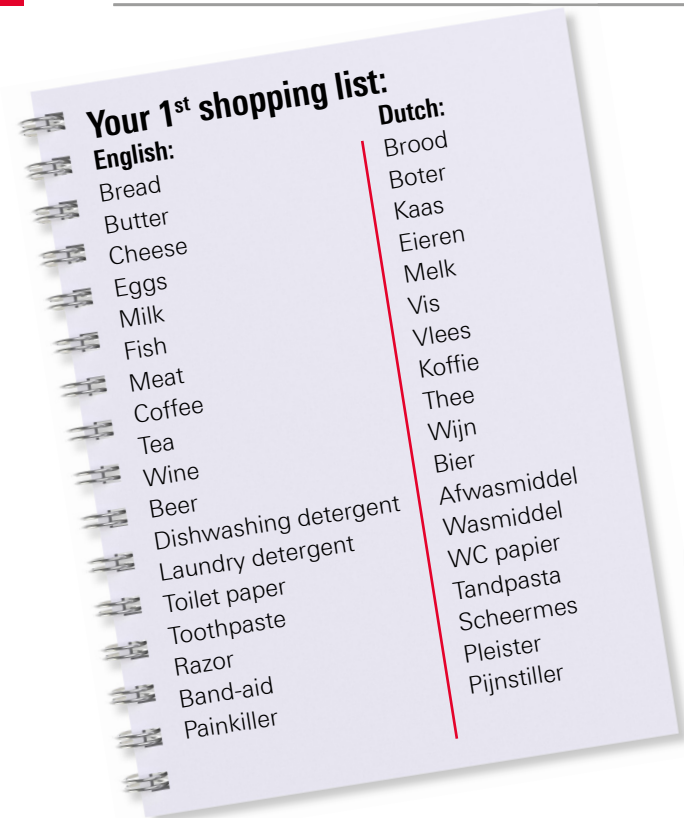 Your 1st shopping list:
English:
Bread
Butter
Cheese
Eggs
Milk
Fish
Meat
Coffee
Tea
Wine
Beer
Dishwashing detergent
Laundry detergent
Toilet paper
Toothpaste
Razor
Band-aid
Painkiller
Dutch:
Brood
Boter
Kaas
Eieren
Melk
Vis
Vlees
Koffie
Thee
Wijn
Bier
Afwasmiddel
Wasmiddel
WC papier
Tandpasta
Scheermes
Pleister
Pijnstiller